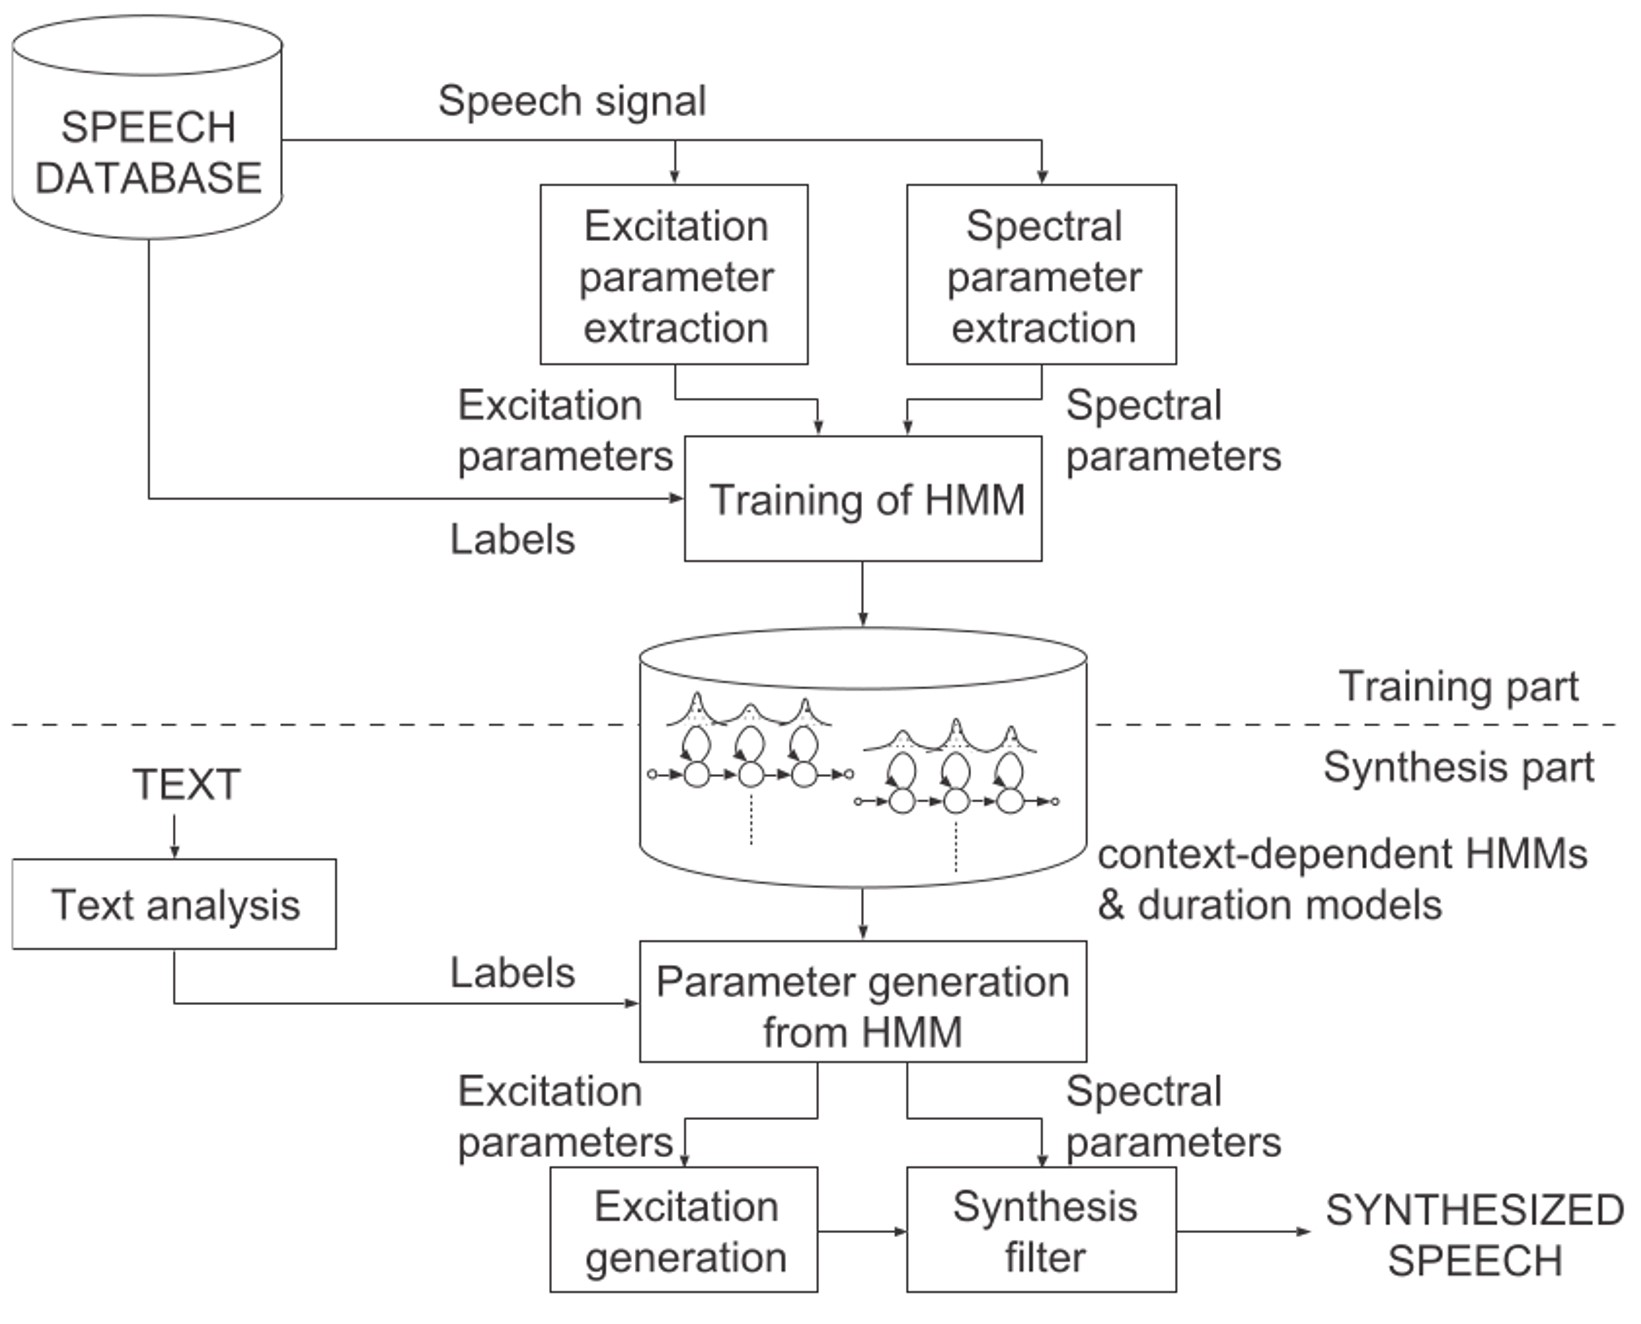 SPEECH
DATABASE
Speech signal
Excitation
parameter
extraction
Spectral
parameter
extraction
Excitation
parameters
Spectral
parameters
Training of HMM
Labels
Training part
Synthesis part
TEXT
Text analysis
context-dependent HMMs
& duration models
Labels
Parameter generation
from HMM
Excitation
parameters
Spectral
parameters
Excitation
generation
Synthesis
filter
SYNTHESIZED
SPEECH